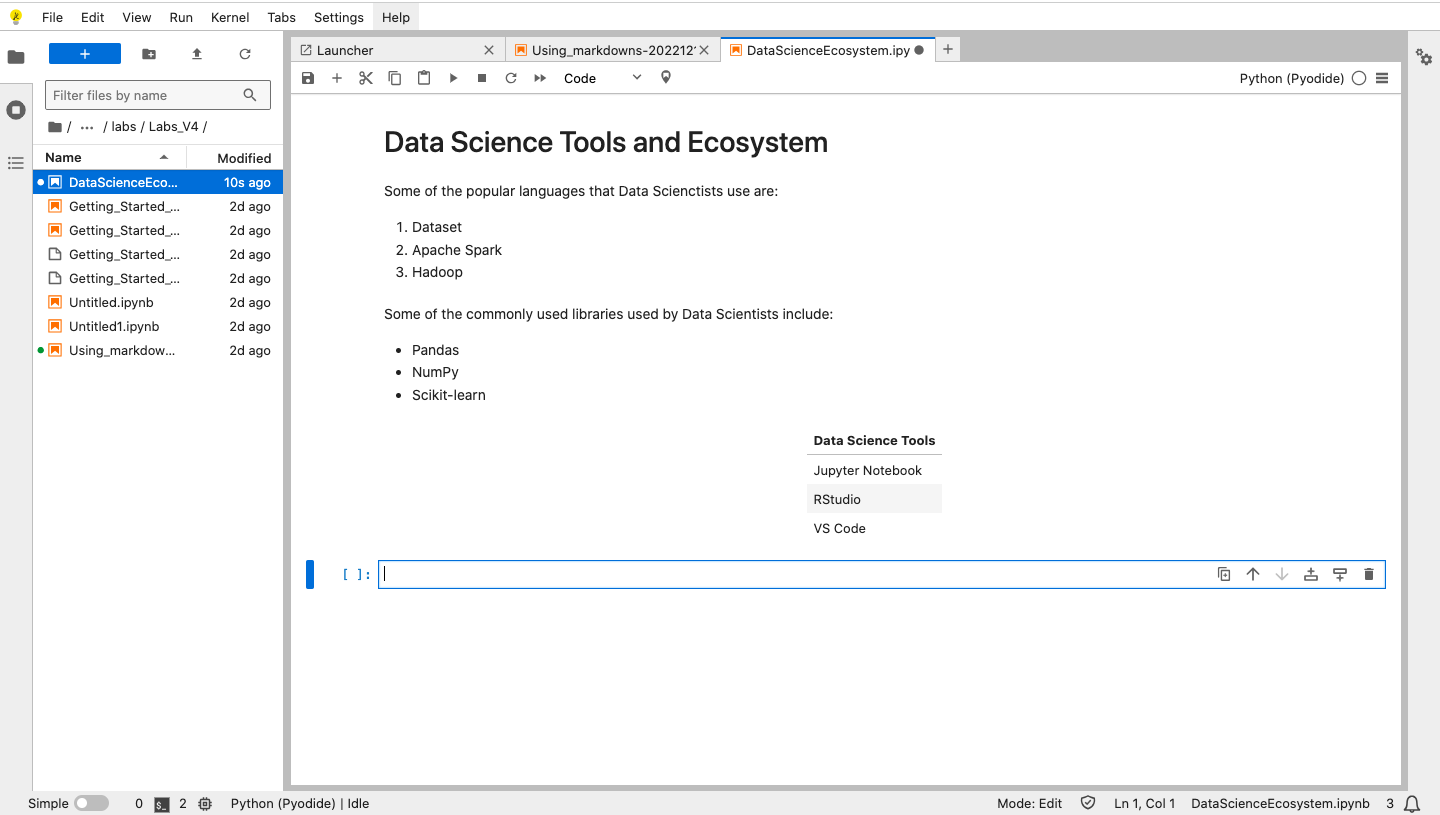 File Edit View Run Kernel Tabs Settings Help
Launcher
Using_markdowns-202212
DataScienceEcosystem.ipy
Code
Python (Pyodide)
Filter files by name
/ ... / labs / Labs_V4 /
Name Modified
DataScienceEco... 10s ago
Getting_Started_... 2d ago
Getting_Started_... 2d ago
Getting_Started_... 2d ago
Getting_Started_... 2d ago
Untitled.ipynb 2d ago
Untitled1.ipynb 2d ago
Using_markdow... 2d ago
Data Science Tools and Ecosystem
Some of the popular languages that Data Scienctists use are:
1. Dataset
2. Apache Spark
3. Hadoop
Some of the commonly used libraries used by Data Scientists include:
• Pandas
• NumPy
• Scikit-learn
Data Science Tools
Jupyter Notebook
RStudio
VS Code
[ ]:
Simple 0 $_ 2 Python (Pyodide) | Idle Mode: Edit Ln 1, Col 1 DataScienceEcosystem.ipynb 3